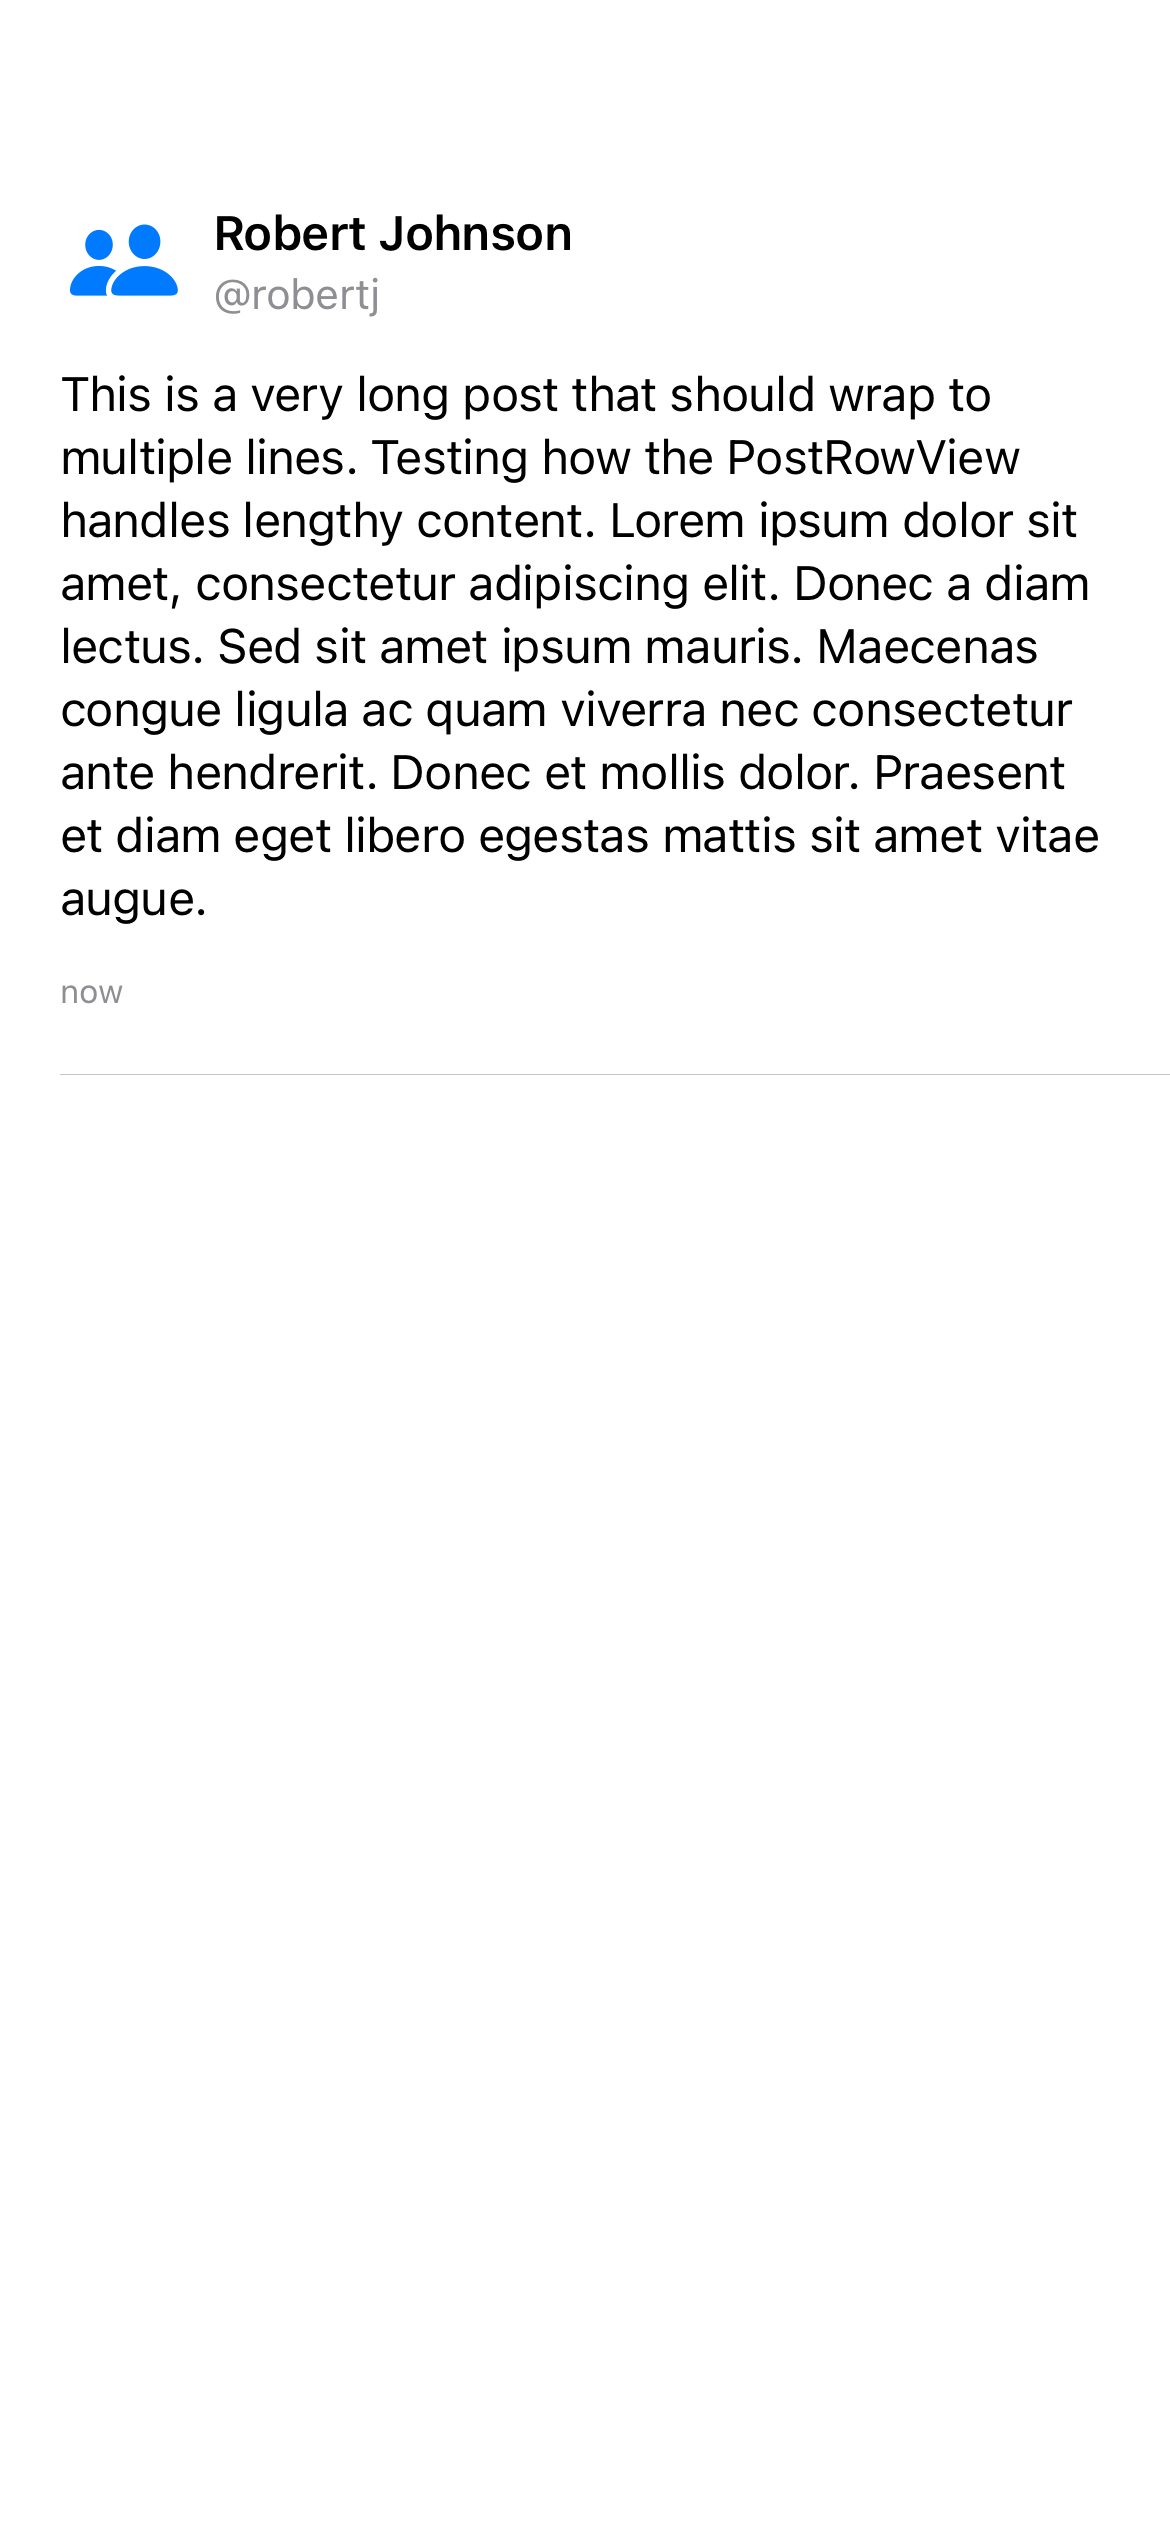 Robert Johnson
@robertj
This is a very long post that should wrap to
multiple lines. Testing how the PostRowView
handles lengthy content. Lorem ipsum dolor sit
amet, consectetur adipiscing elit. Donec a diam
lectus. Sed sit amet ipsum mauris. Maecenas
congue ligula ac quam viverra nec consectetur
ante hendrerit. Donec et mollis dolor. Praesent
et diam eget libero egestas mattis sit amet vitae
augue.
now